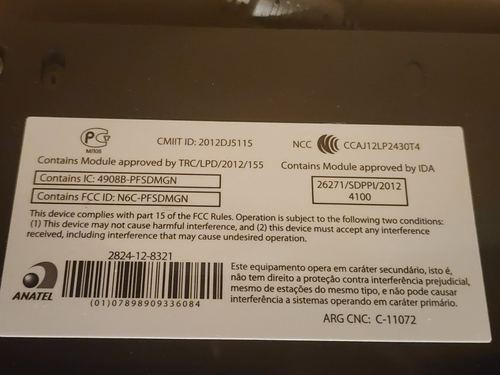 PG
МЛ05
CMIIT ID: 2012DJ5115
NCC CCAJ12LP2430T4
Contains Module approved by TRC/LPD/2012/155
Contains Module approved by IDA
Contains IC: 4908B-PFSDMGN
Contains FCC ID: N6C-PFSDMGN
26271/SDPPI/2012
4100
This device complies with part 15 of the FCC Rules. Operation is subject to the following two conditions:
(1) This device may not cause harmful interference, and (2) this device must accept any interference
received, including interference that may cause undesired operation.
2824-12-8321
ANATEL
(01)07898909336084
Este equipamento opera em caráter secundário, isto é,
não tem direito a proteção contra interferência prejudicial,
mesmo de estações do mesmo tipo, e não pode causar
interferência a sistemas operando em caráter primário.
ARG CNC: C-11072